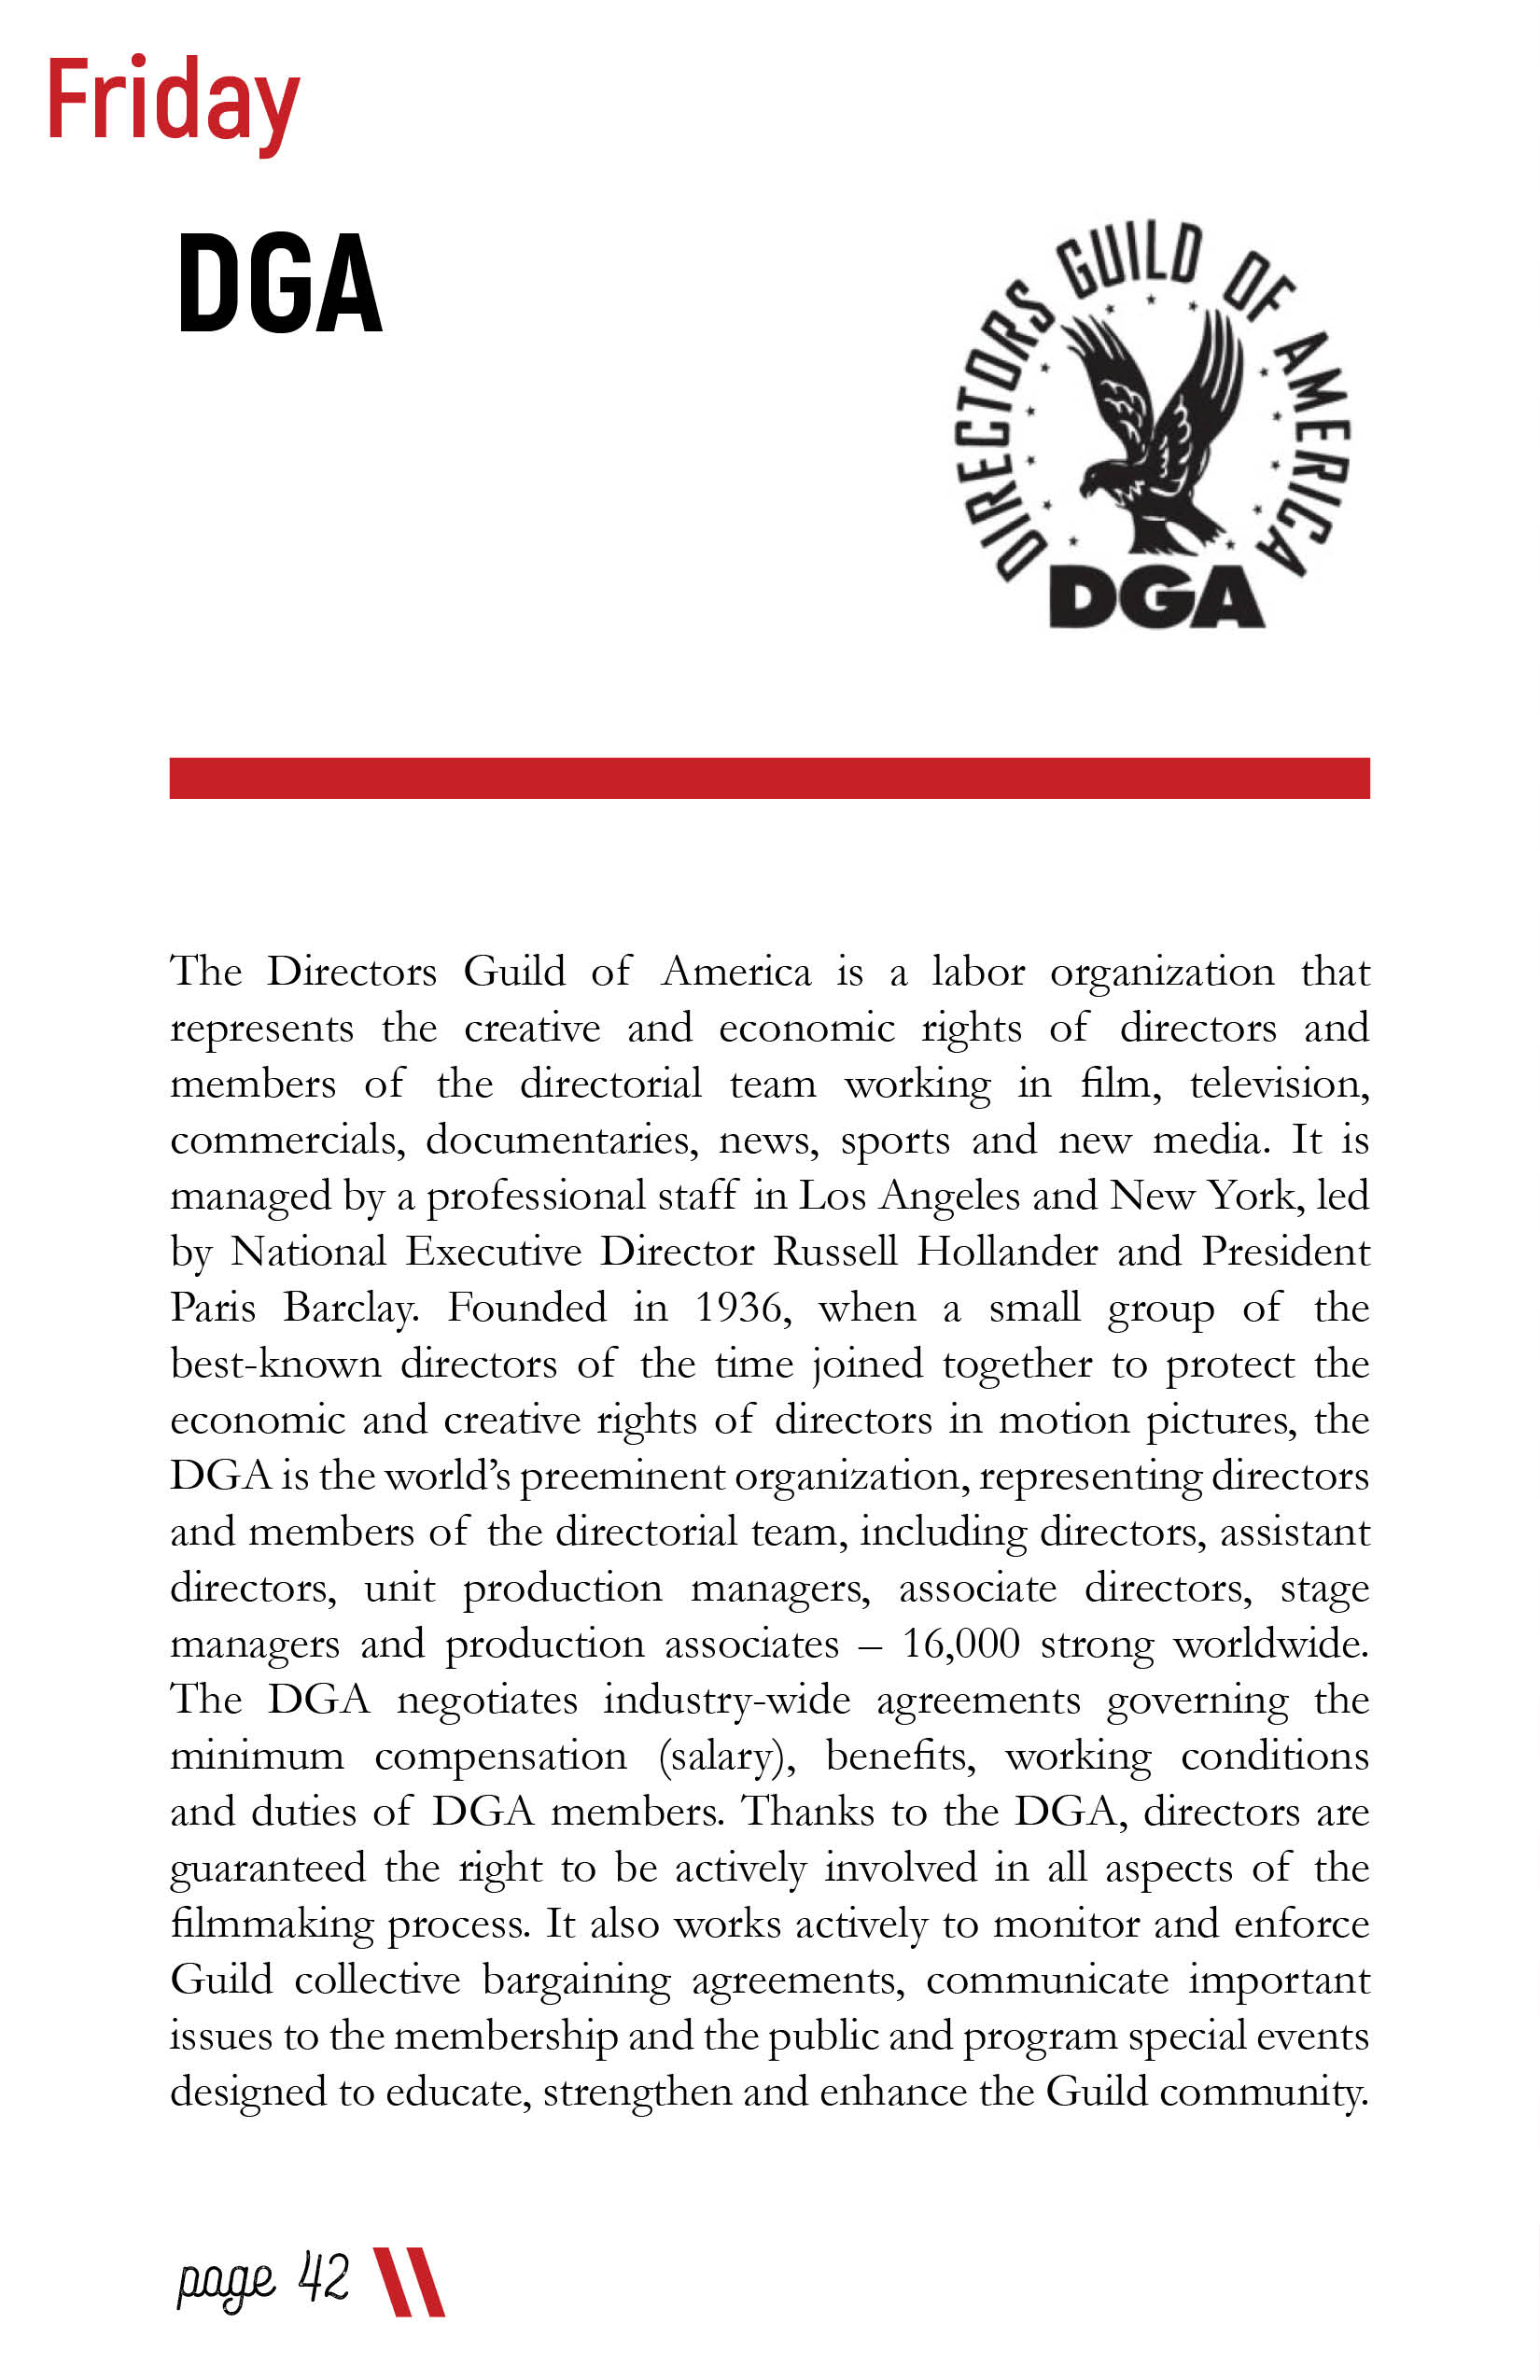 Friday
DGA
DIRECTORS GUILD OF AMERICA
DGA
The Directors Guild of America is a labor organization that
represents the creative and economic rights of directors and
members of the directorial team working in film, television,
commercials, documentaries, news, sports and new media. It is
managed by a professional staff in Los Angeles and New York, led
by National Executive Director Russell Hollander and President
Paris Barclay. Founded in 1936, when a small group of the
best-known directors of the time joined together to protect the
economic and creative rights of directors in motion pictures, the
DGA is the world’s preeminent organization, representing directors
and members of the directorial team, including directors, assistant
directors, unit production managers, associate directors, stage
managers and production associates – 16,000 strong worldwide.
The DGA negotiates industry-wide agreements governing the
minimum compensation (salary), benefits, working conditions
and duties of DGA members. Thanks to the DGA, directors are
guaranteed the right to be actively involved in all aspects of the
filmmaking process. It also works actively to monitor and enforce
Guild collective bargaining agreements, communicate important
issues to the membership and the public and program special events
designed to educate, strengthen and enhance the Guild community.
page 42